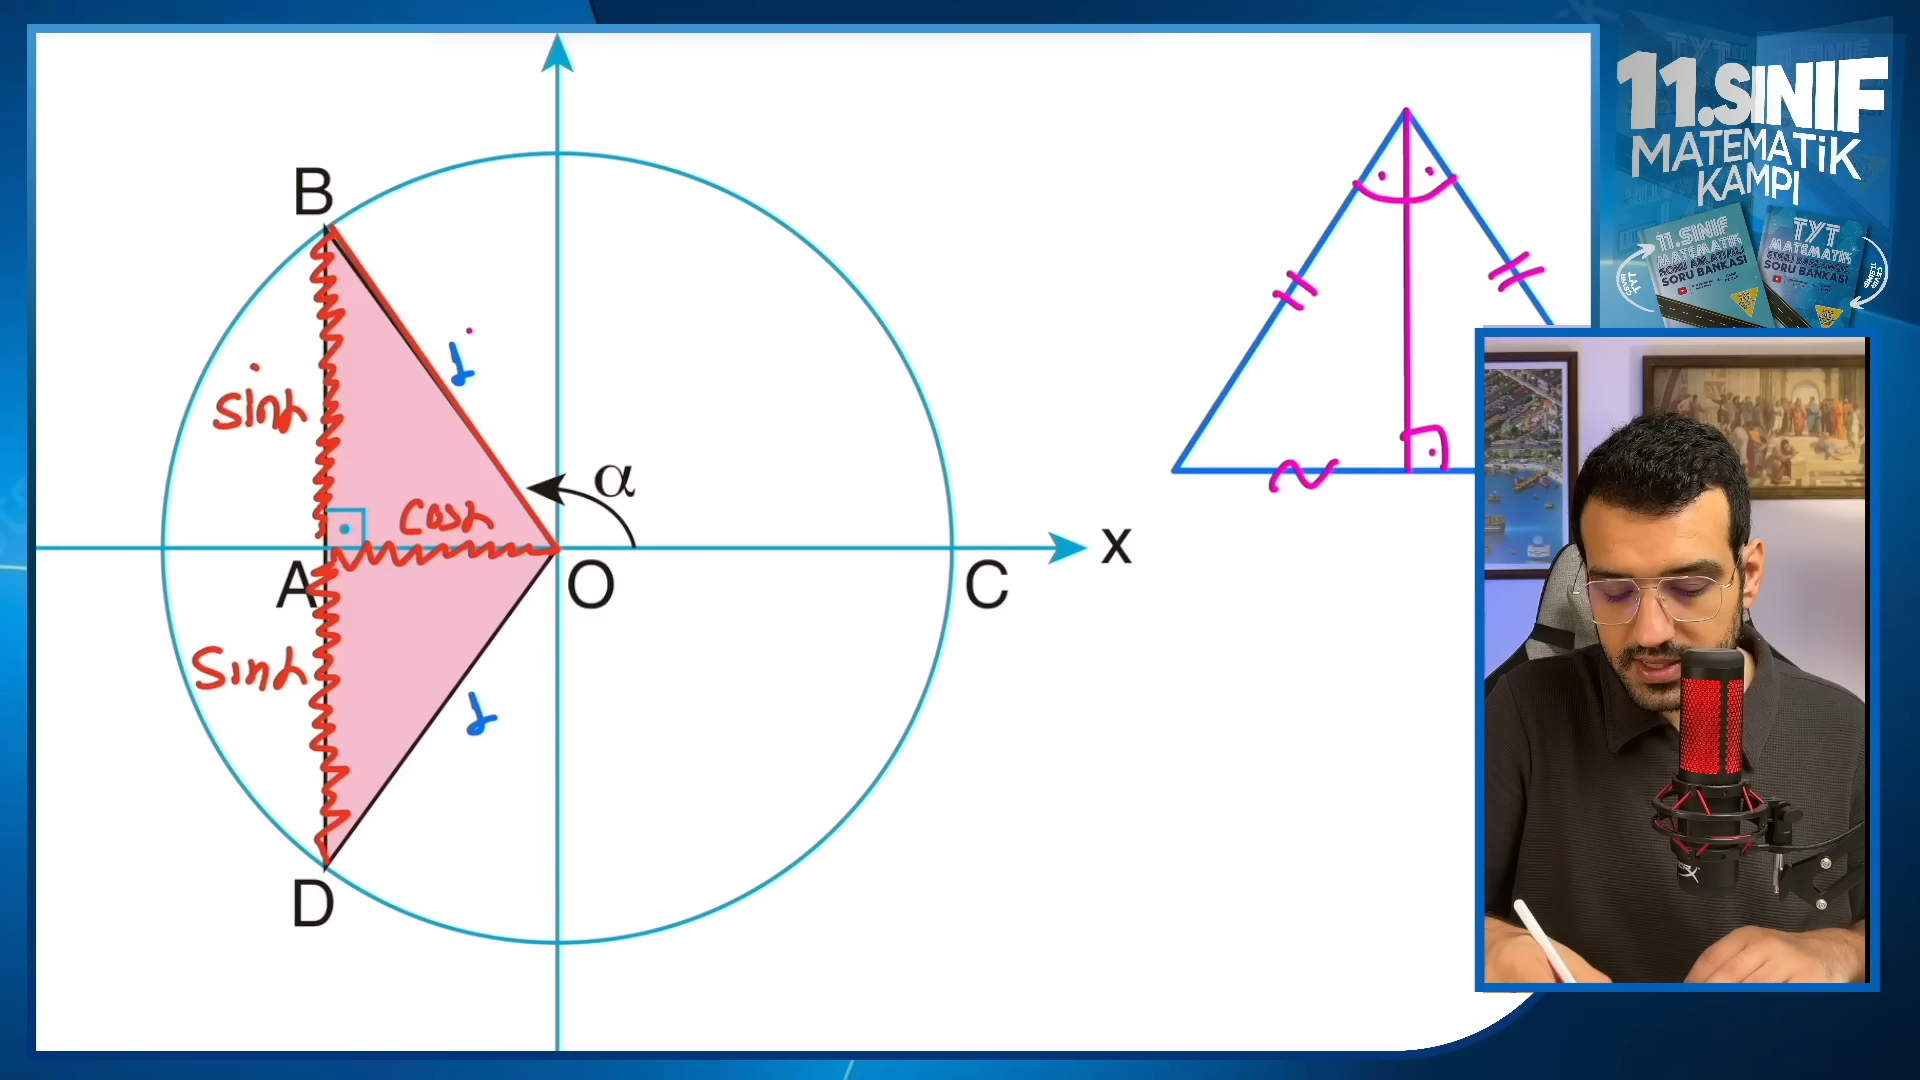 B
sinα
1
α
cosα
x
A
O
C
sinα
1
D
11.SINIF
MATEMATİK
KAMPI
11.SINIF
MATEMATİK
SORU BANKASI
TYT
MATEMATİK
SORU BANKASI